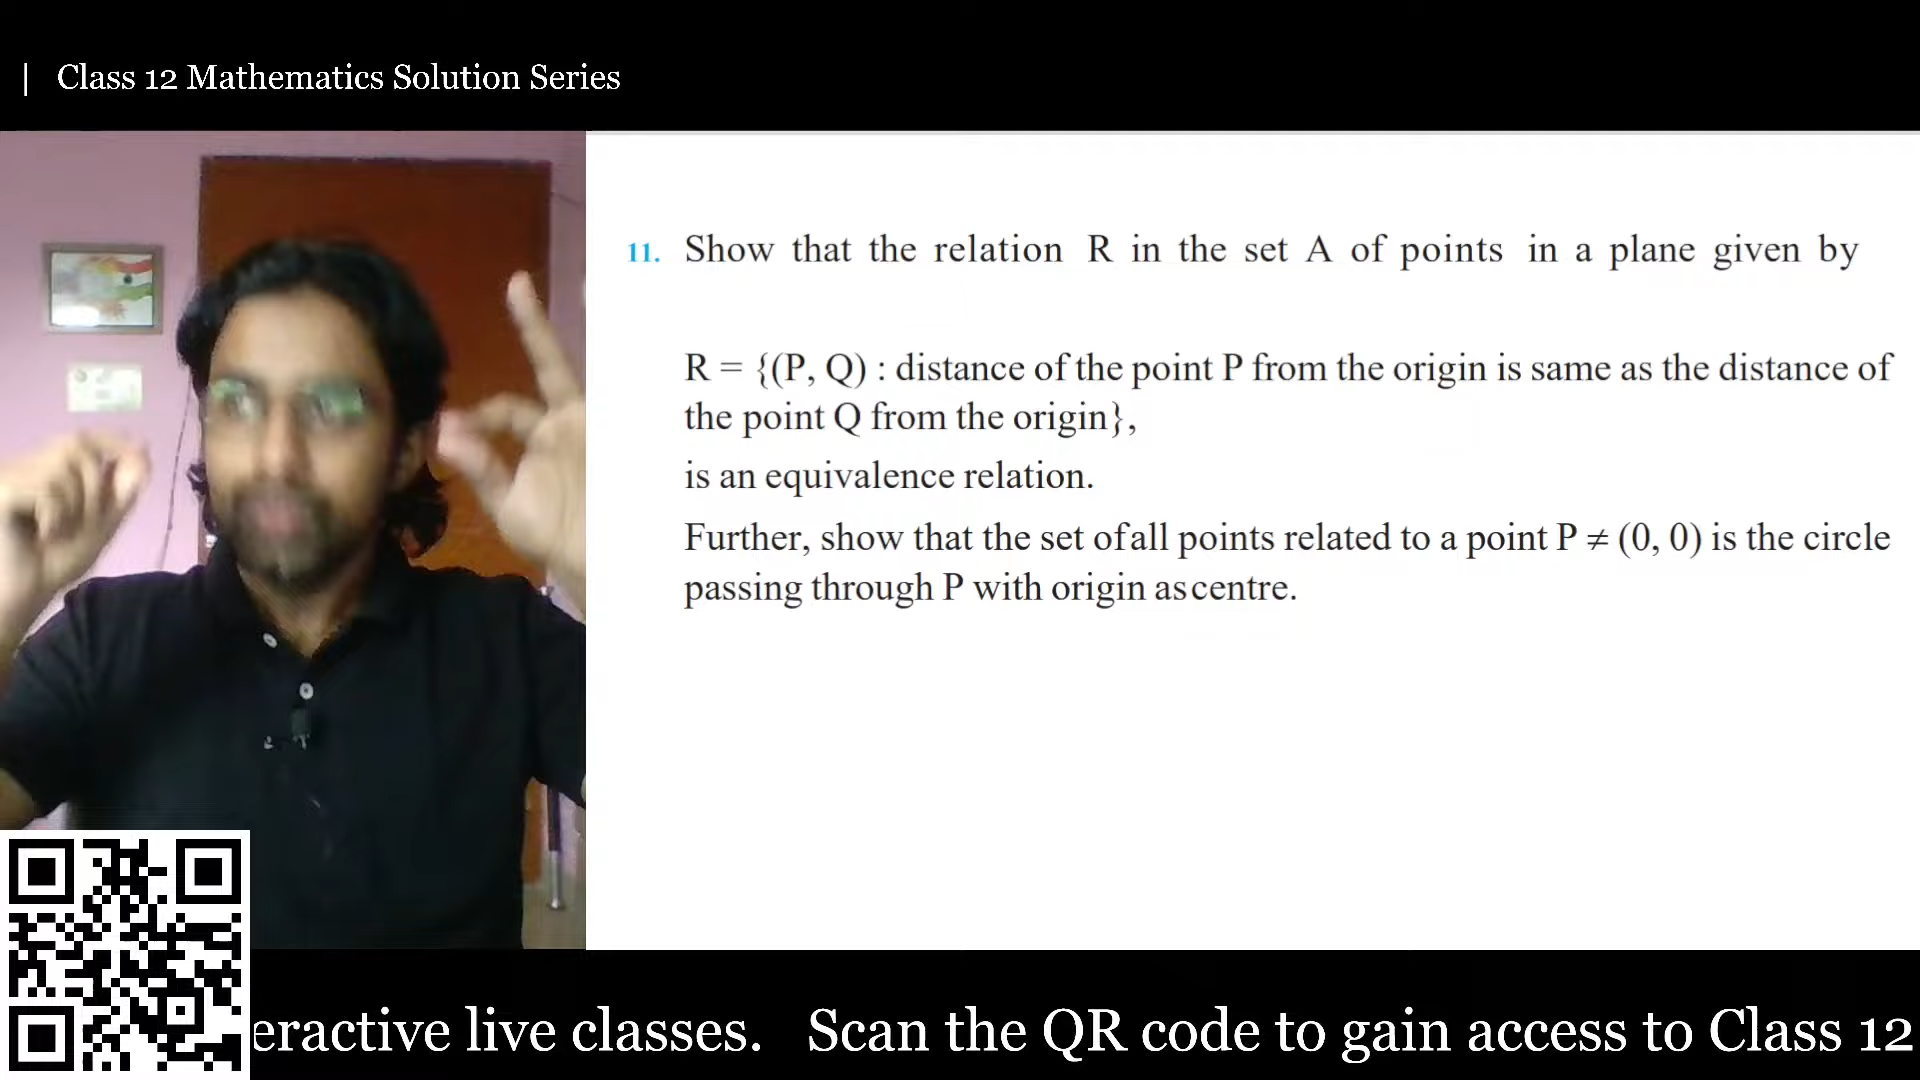 | Class 12 Mathematics Solution Series
11. Show that the relation R in the set A of points in a plane given by
R = {(P, Q) : distance of the point P from the origin is same as the distance of
the point Q from the origin},
is an equivalence relation.
Further, show that the set of all points related to a point P ≠ (0, 0) is the circle
passing through P with origin as centre.
eractive live classes. Scan the QR code to gain access to Class 12